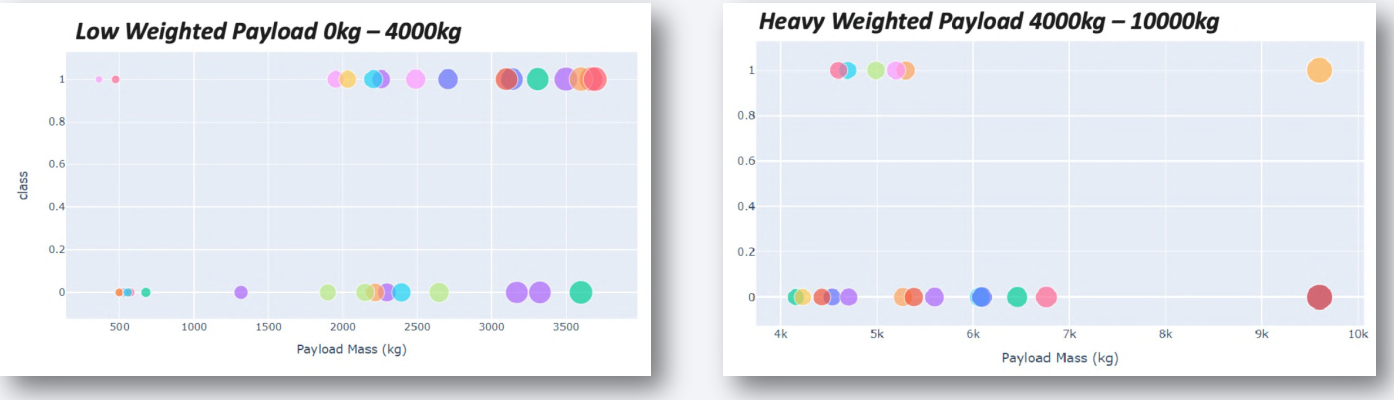 Low Weighted Payload 0kg – 4000kg
1
0.8
0.6
0.4
0.2
0
class
500 1000 1500 2000 2500 3000 3500
Payload Mass (kg)
Heavy Weighted Payload 4000kg – 10000kg
1
0.8
0.6
0.4
0.2
0
4k 5k 6k 7k 8k 9k 10k
Payload Mass (kg)